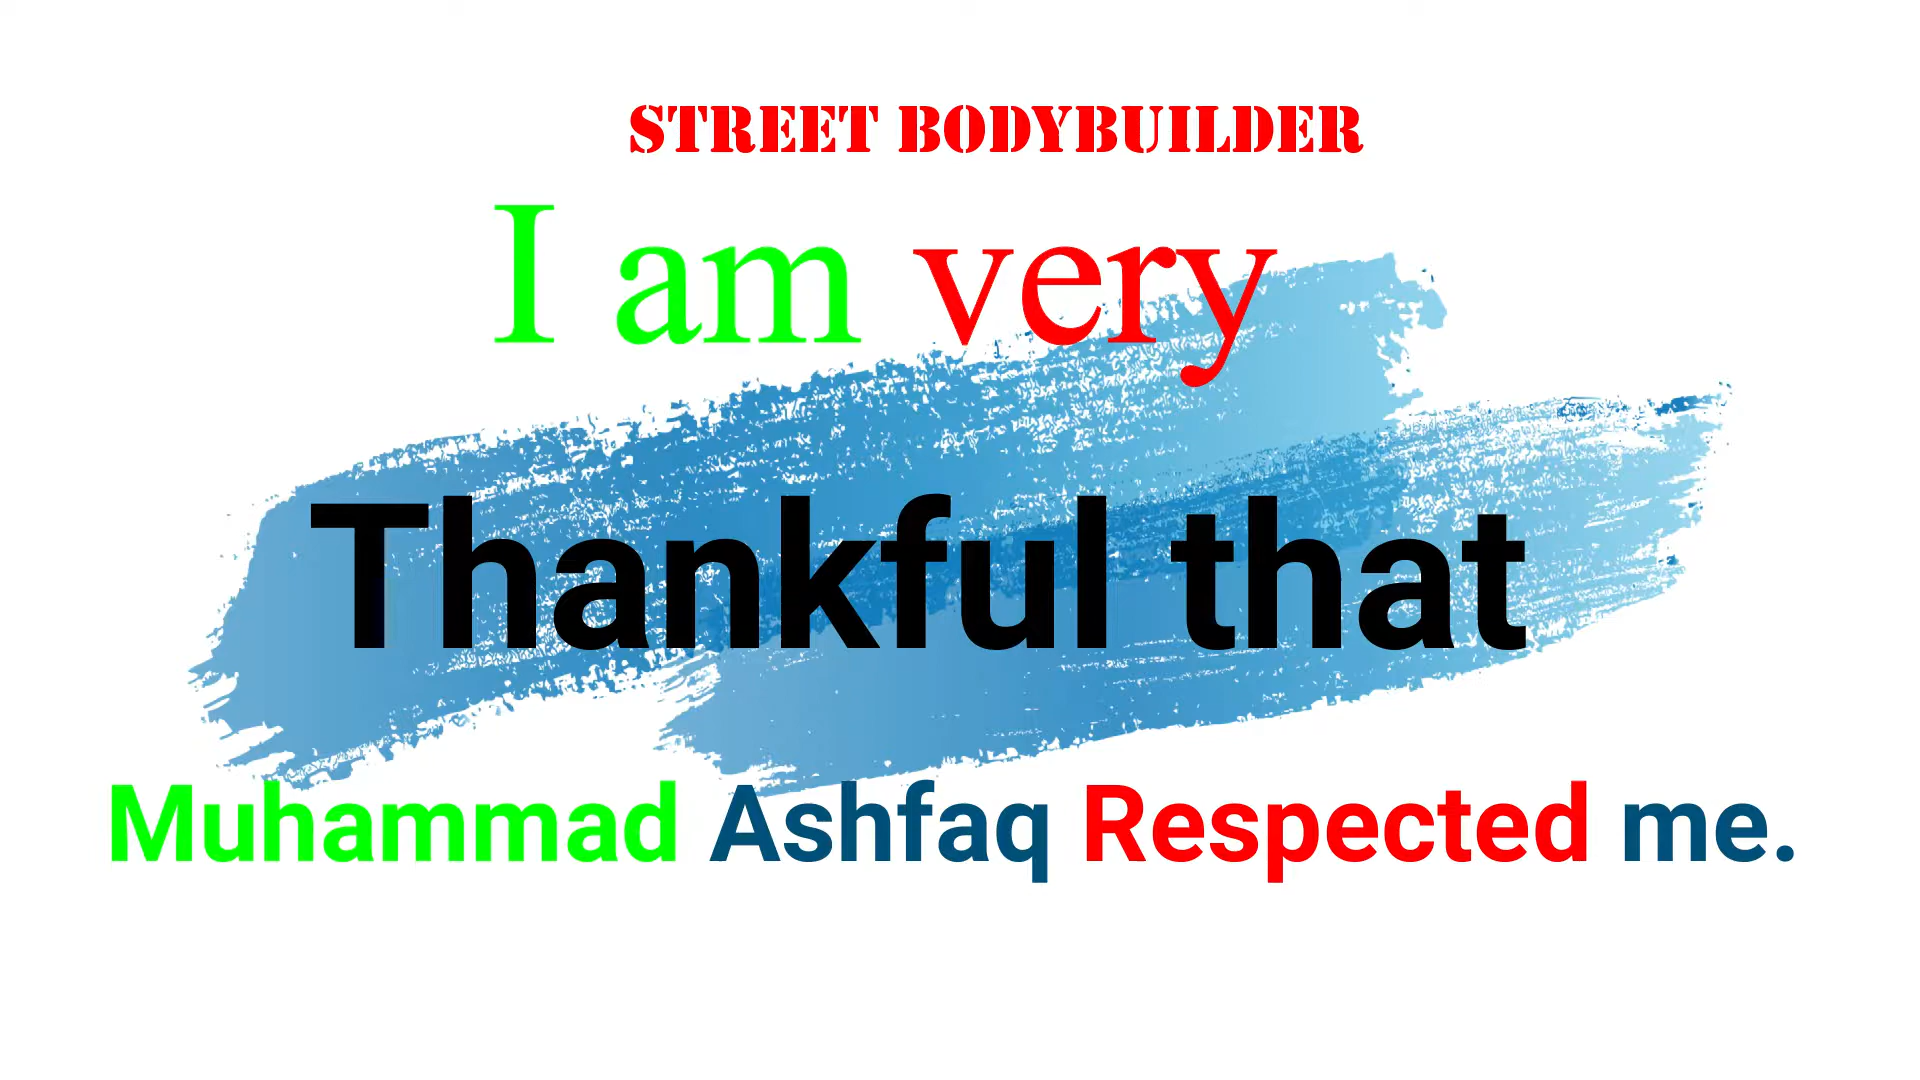 STREET BODYBUILDER
I am very
Thankful that
Muhammad Ashfaq Respected me.